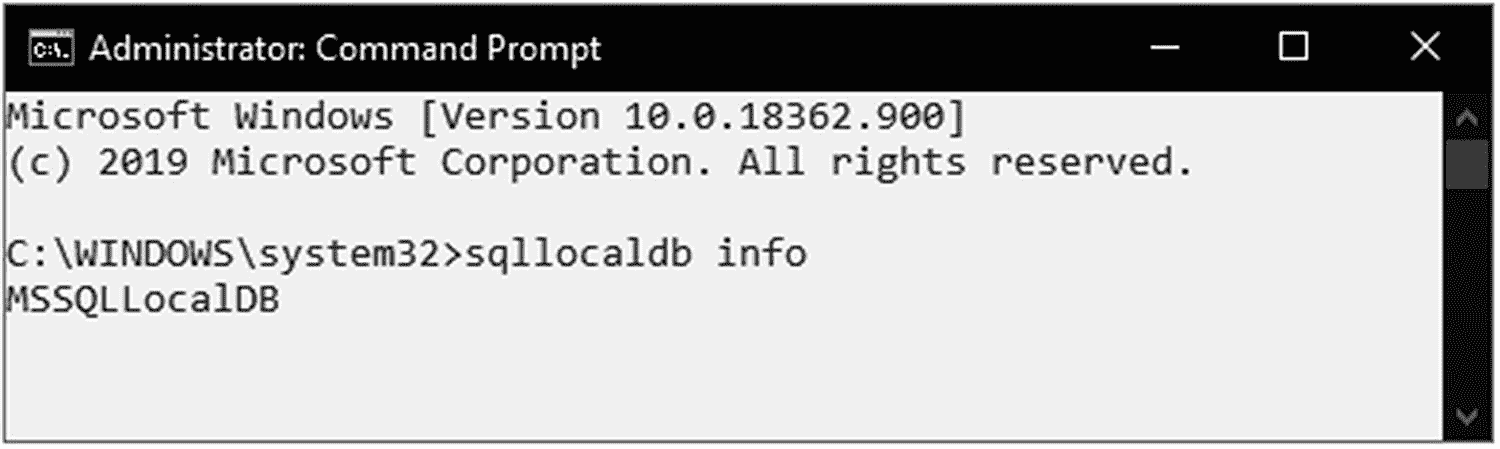 Administrator: Command Prompt
Microsoft Windows [Version 10.0.18362.900]
(c) 2019 Microsoft Corporation. All rights reserved.
C:\WINDOWS\system32>sqllocaldb info
MSSQLLocalDB